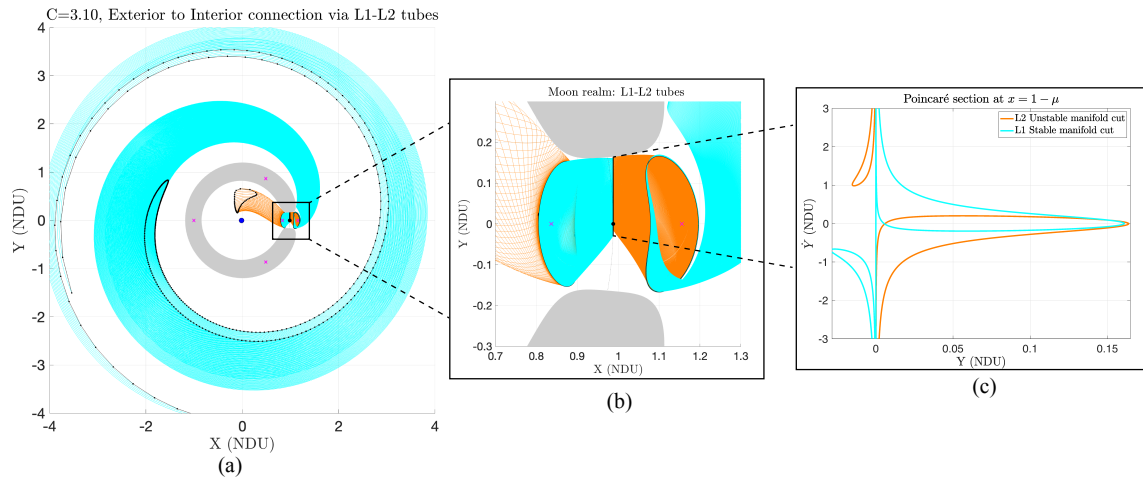 C=3.10, Exterior to Interior connection via L1-L2 tubes
4
3
2
1
0
-1
-2
-3
-4
Y (NDU)
-4
-2
0
2
4
X (NDU)
(a)
Moon realm: L1-L2 tubes
0.2
0.1
0
-0.1
-0.2
-0.3
Y (NDU)
0.7
0.8
0.9
1
1.1
1.2
1.3
X (NDU)
(b)
Poincaré section at x = 1 − μ
L2 Unstable manifold cut
L1 Stable manifold cut
3
2
1
0
-1
-2
-3
Ẏ (NDU)
0
0.05
0.1
0.15
Y (NDU)
(c)